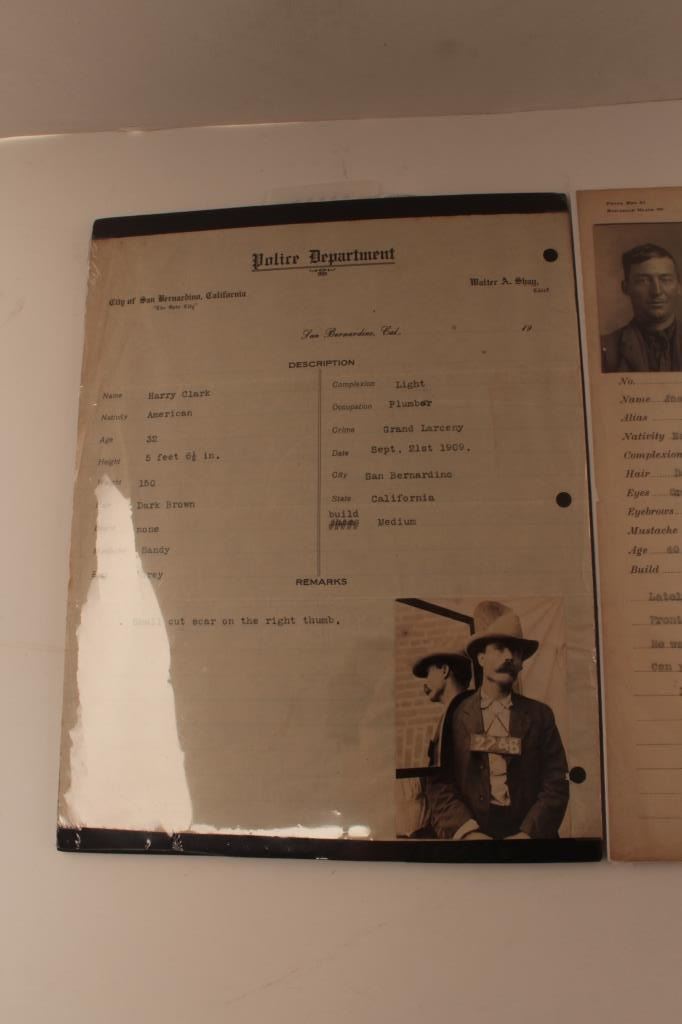 Police Department
City of San Bernardino, California
"The Gate City"
Walter A. Shay,
Chief
San Bernardino, Cal. 19
DESCRIPTION
Name Harry Clark
Nativity American
Age 32
Height 5 feet 6½ in.
150
Dark Brown
none
Sandy
Grey
Complexion Light
Occupation Plumber
Crime Grand Larceny
Date Sept. 21st 1909.
City San Bernardino
State California
build Medium
REMARKS
Small cut scar on the right thumb.
No.
Name
Alias
Nativity
Complexion
Hair
Eyes
Eyebrows
Mustache
Age 40
Build
He
Can